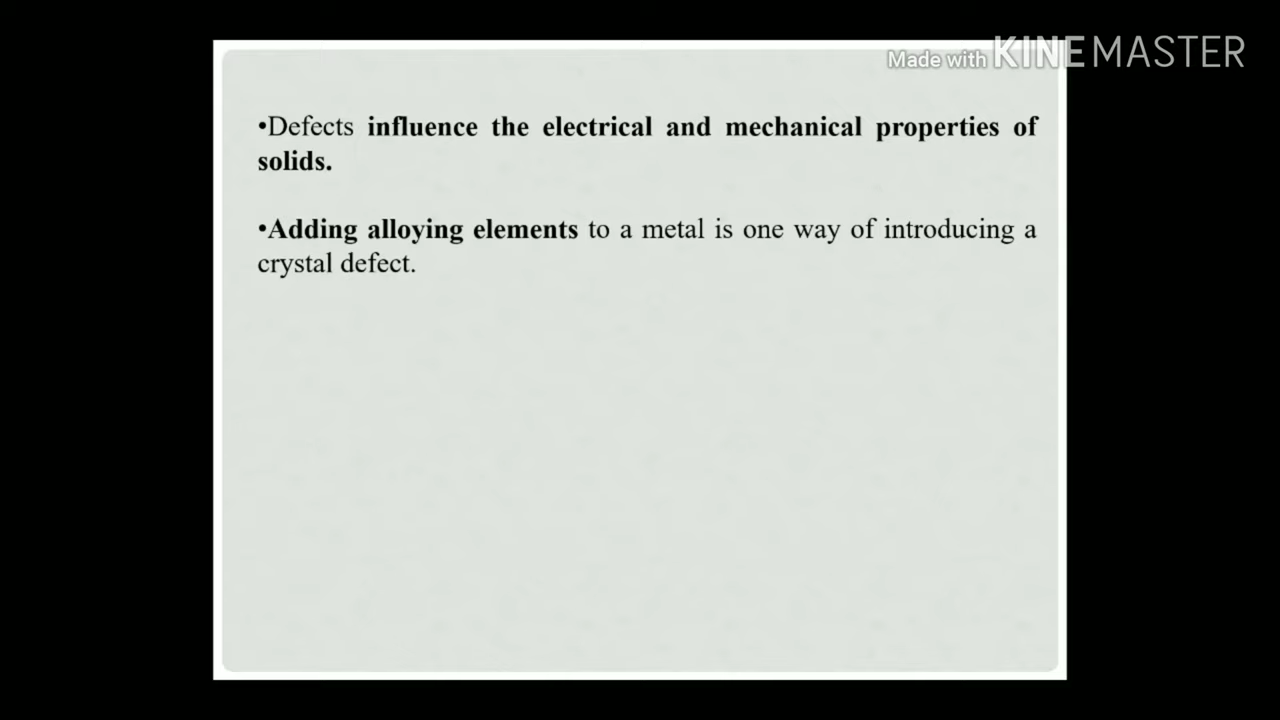 Made with KINEMASTER
•Defects influence the electrical and mechanical properties of
solids.
•Adding alloying elements to a metal is one way of introducing a
crystal defect.